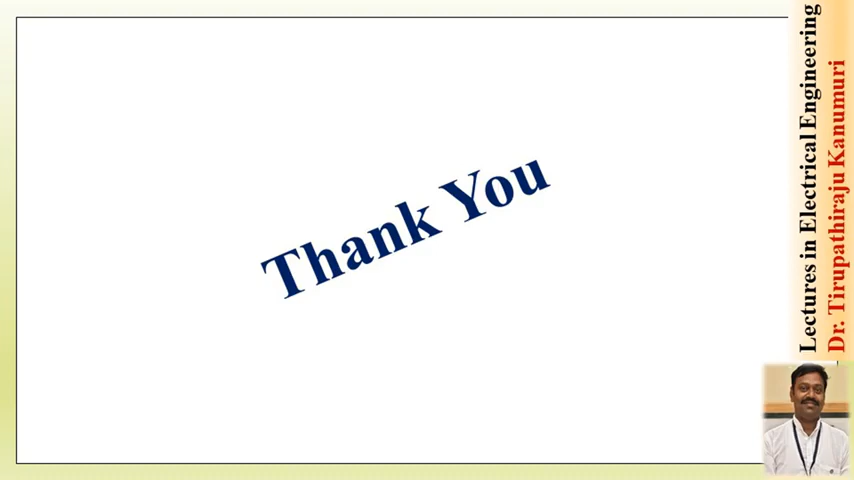 Thank You
Lectures in Electrical Engineering
Dr. Tirupathiraju Kanumuri